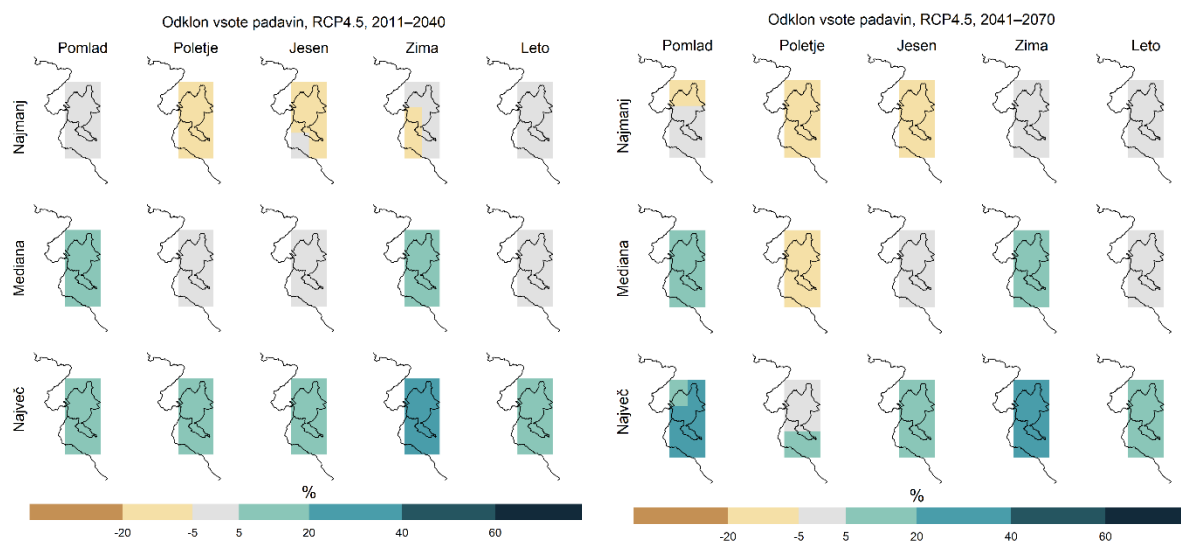 Odklon vsote padavin, RCP4.5, 2011–2040
Pomlad Poletje Jesen Zima Leto
Najmanj
Mediana
Največ
%
-20 -5 5 20 40 60
Odklon vsote padavin, RCP4.5, 2041–2070
Pomlad Poletje Jesen Zima Leto
Najmanj
Mediana
Največ
%
-20 -5 5 20 40 60